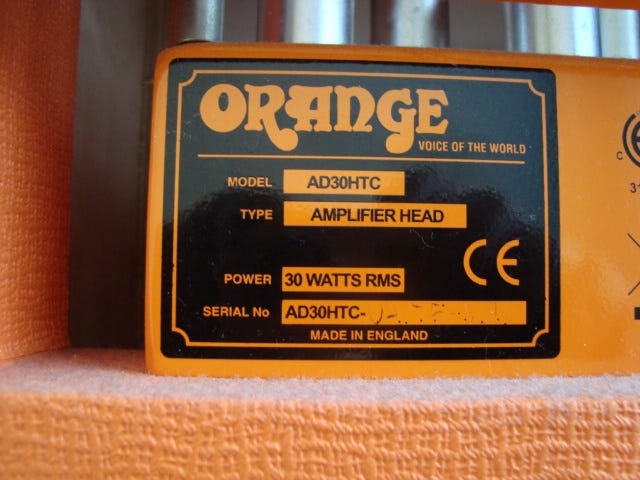 ORANGE
VOICE OF THE WORLD
MODEL AD30HTC
TYPE AMPLIFIER HEAD
POWER 30 WATTS RMS
CE
SERIAL No AD30HTC-
MADE IN ENGLAND
C
31